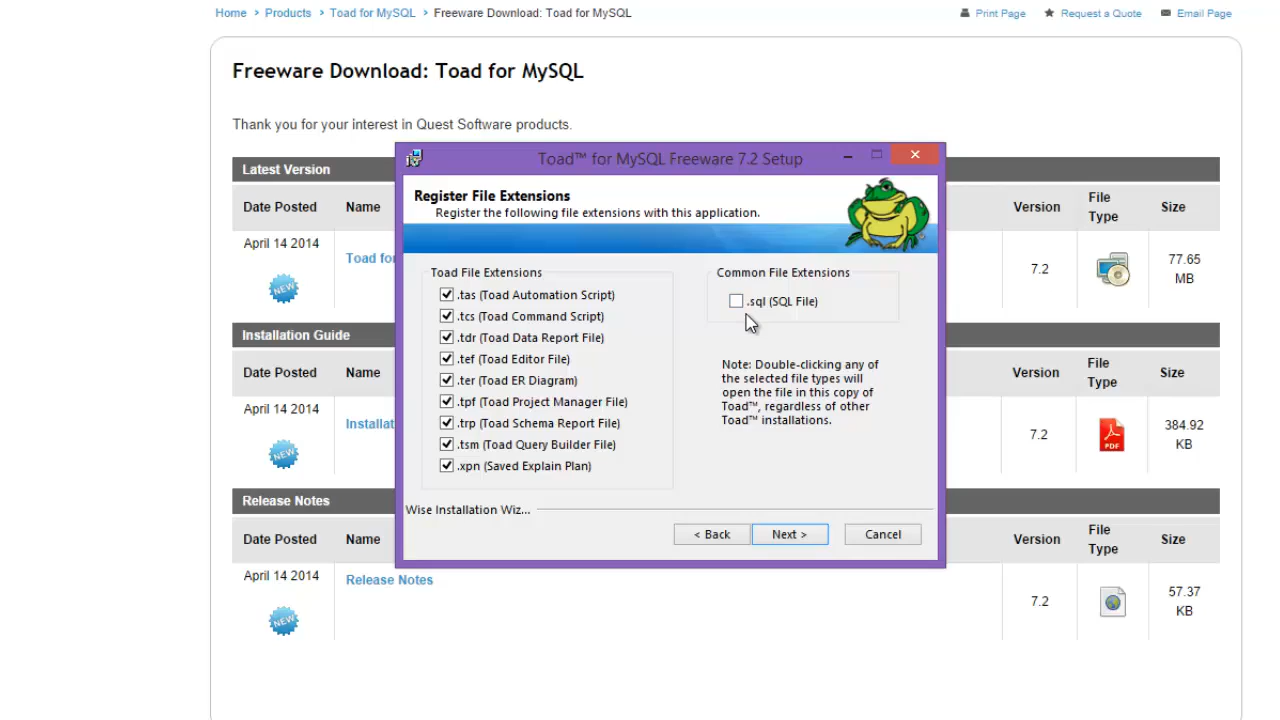 Home > Products > Toad for MySQL > Freeware Download: Toad for MySQL
Print Page Request a Quote Email Page
Freeware Download: Toad for MySQL
Thank you for your interest in Quest Software products.
Latest Version
Date Posted Name Version File Type Size
April 14 2014 Toad for 7.2 77.65 MB
NEW
Installation Guide
Date Posted Name Version File Type Size
April 14 2014 Installat 7.2 384.92 KB
NEW
PDF
Release Notes
Date Posted Name Version File Type Size
April 14 2014 Release Notes 7.2 57.37 KB
NEW
Toad™ for MySQL Freeware 7.2 Setup
Register File Extensions
Register the following file extensions with this application.
Toad File Extensions
.tas (Toad Automation Script)
.tcs (Toad Command Script)
.tdr (Toad Data Report File)
.tef (Toad Editor File)
.ter (Toad ER Diagram)
.tpf (Toad Project Manager File)
.trp (Toad Schema Report File)
.tsm (Toad Query Builder File)
.xpn (Saved Explain Plan)
Common File Extensions
.sql (SQL File)
Note: Double-clicking any of
the selected file types will
open the file in this copy of
Toad™, regardless of other
Toad™ installations.
Wise Installation Wiz...
< Back Next > Cancel